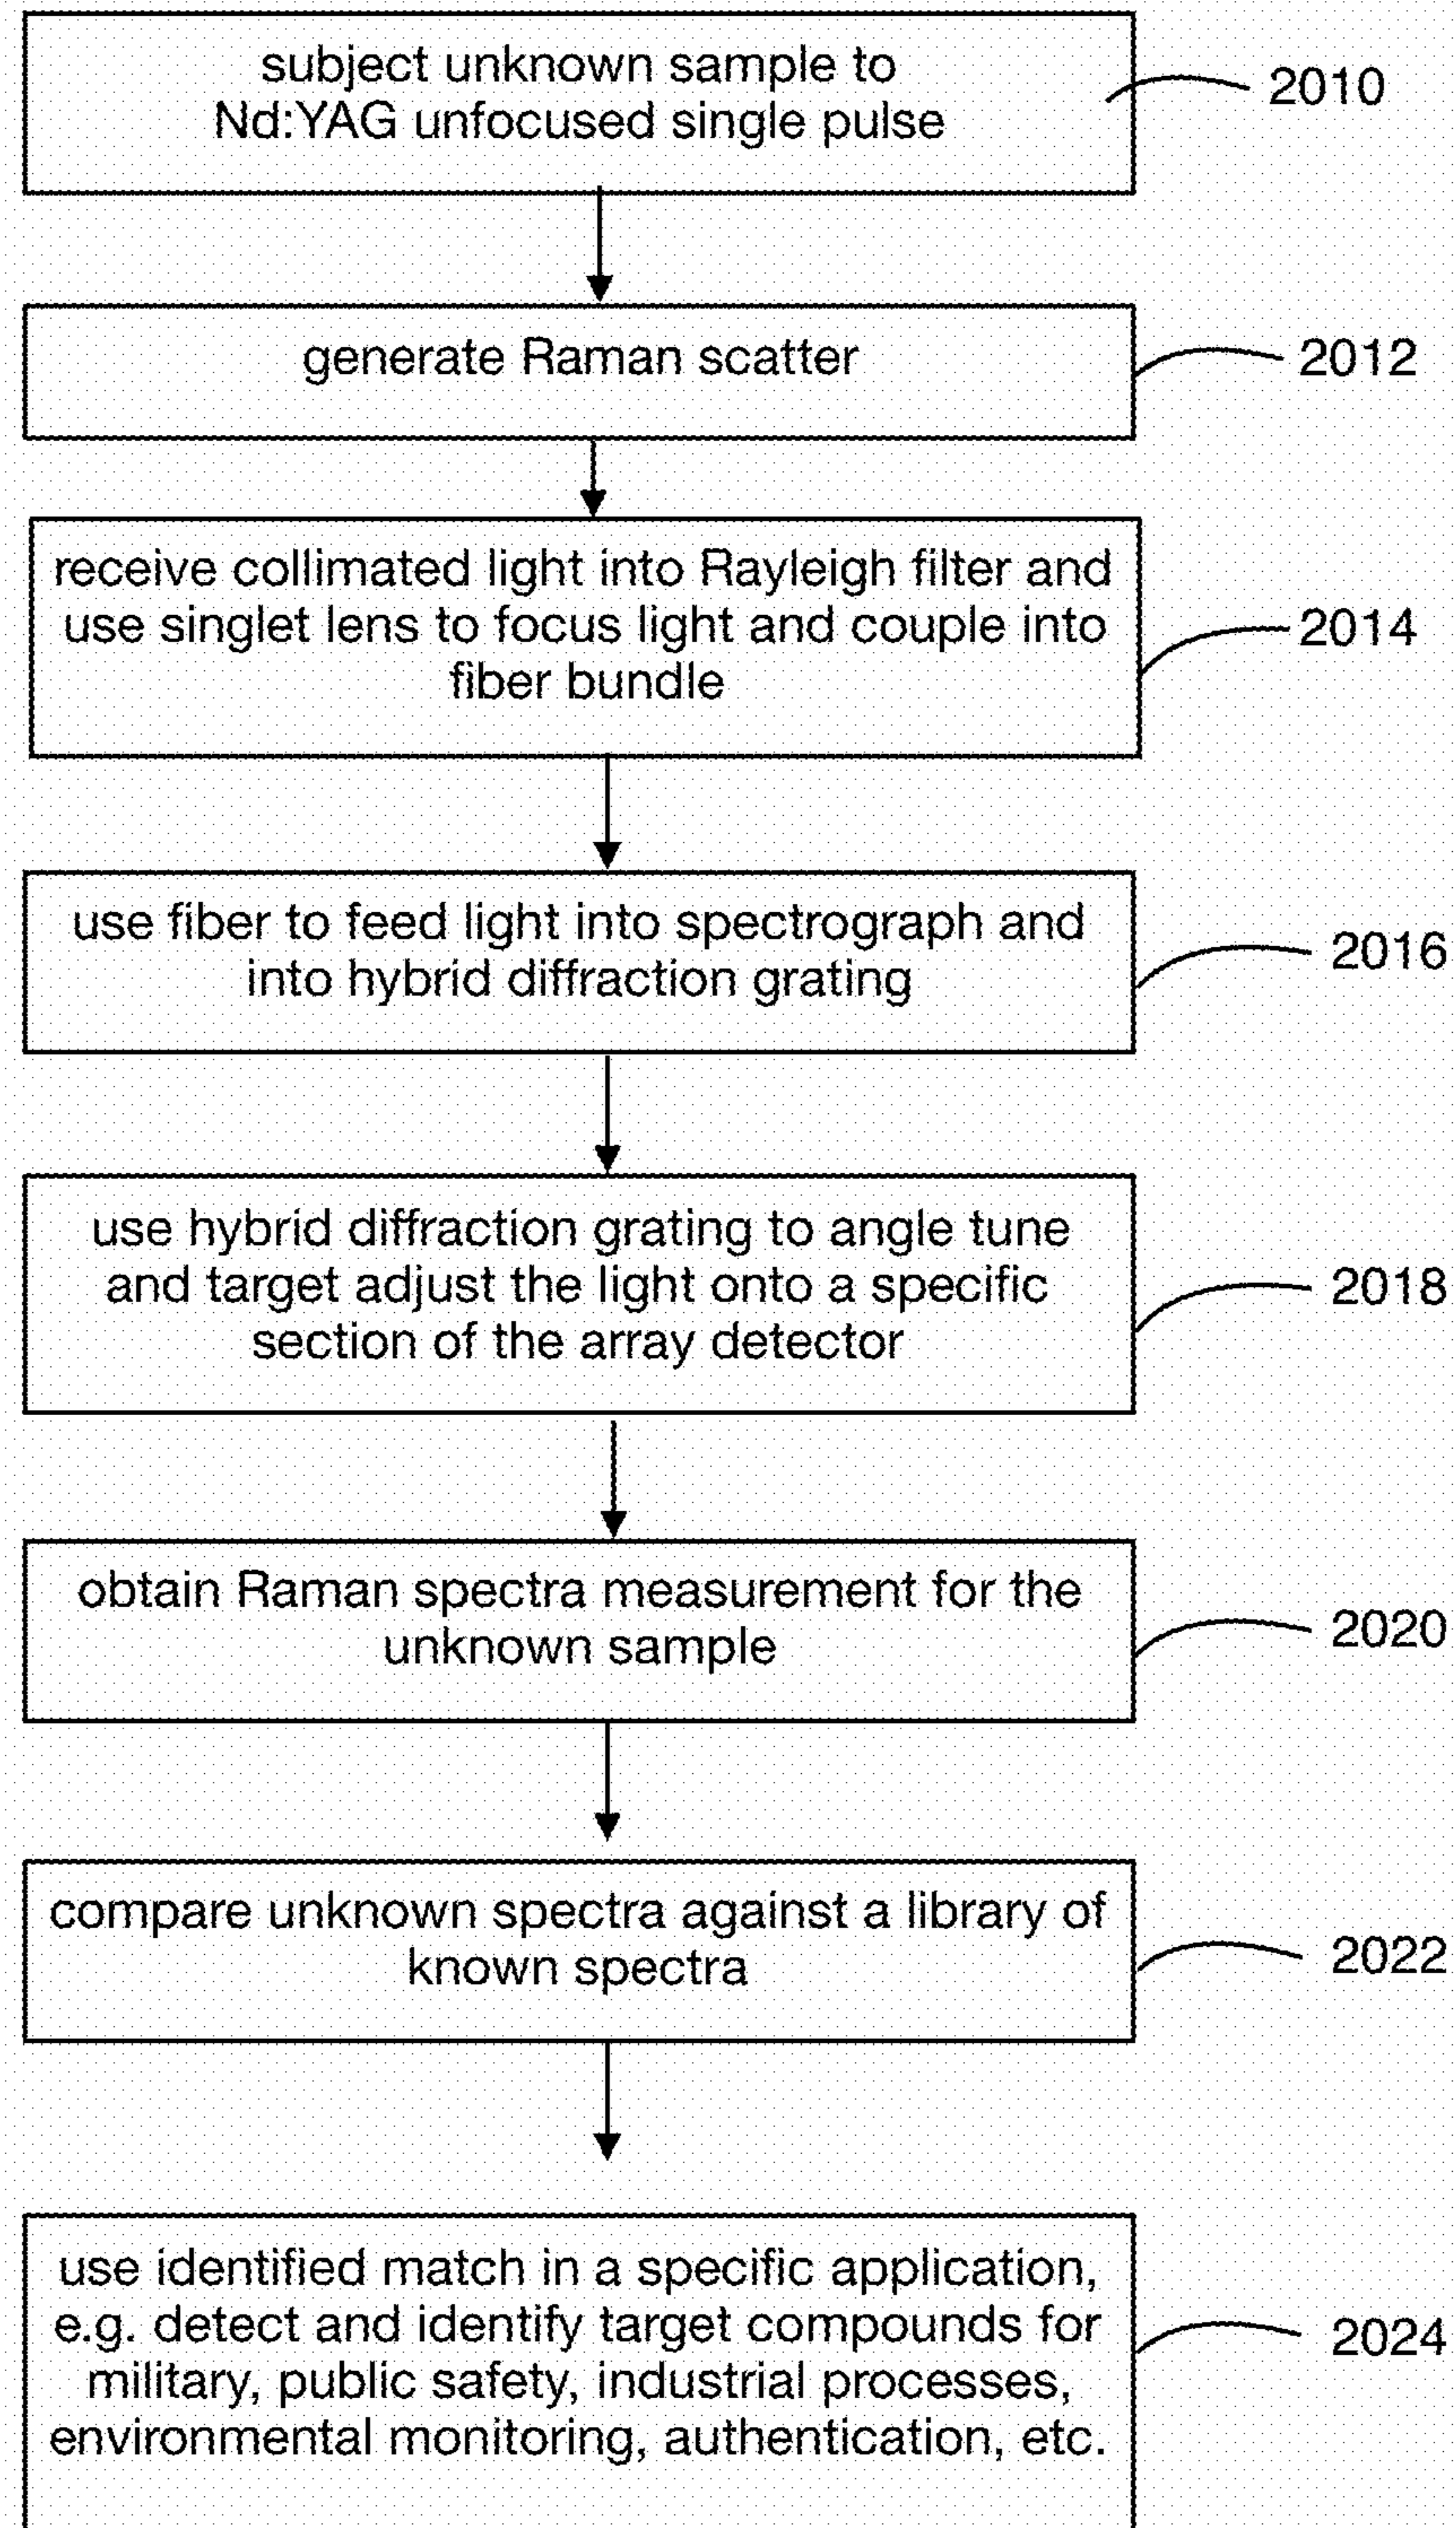 subject unknown sample to
Nd:YAG unfocused single pulse
2010
generate Raman scatter
2012
receive collimated light into Rayleigh filter and
use singlet lens to focus light and couple into
fiber bundle
2014
use fiber to feed light into spectrograph and
into hybrid diffraction grating
2016
use hybrid diffraction grating to angle tune
and target adjust the light onto a specific
section of the array detector
2018
obtain Raman spectra measurement for the
unknown sample
2020
compare unknown spectra against a library of
known spectra
2022
use identified match in a specific application,
e.g. detect and identify target compounds for
military, public safety, industrial processes,
environmental monitoring, authentication, etc.
2024